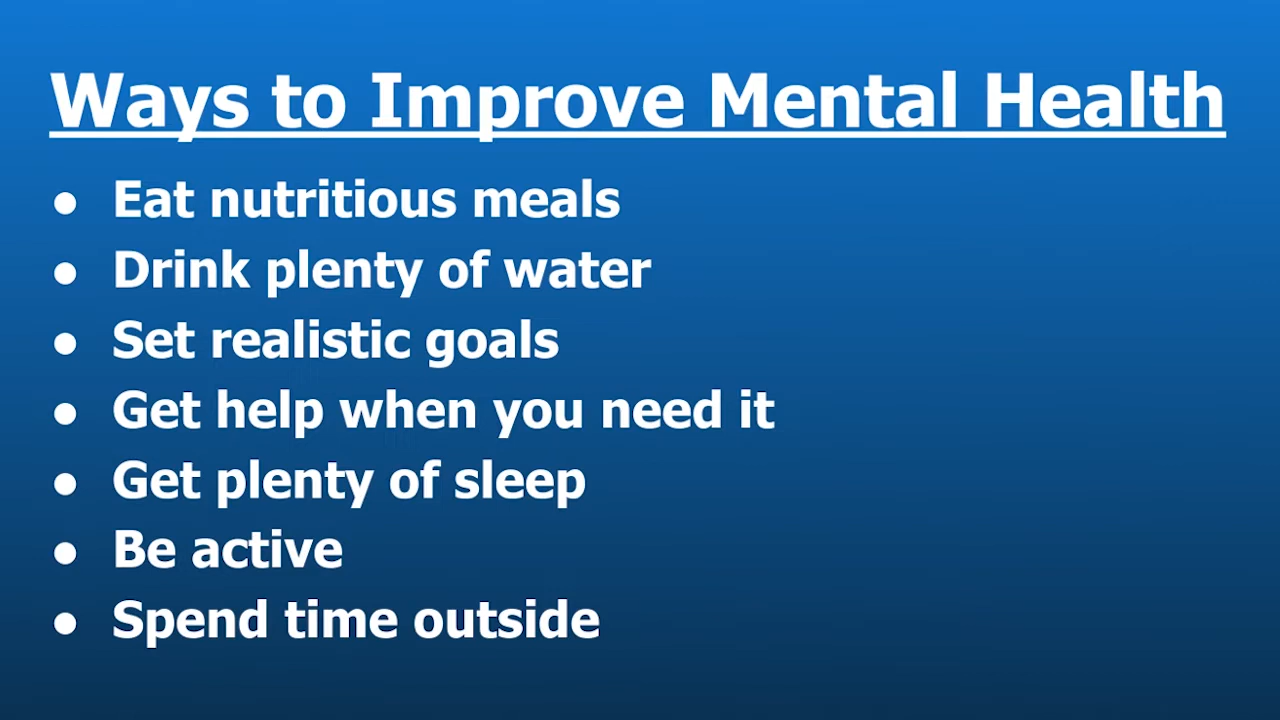 Ways to Improve Mental Health
● Eat nutritious meals
● Drink plenty of water
● Set realistic goals
● Get help when you need it
● Get plenty of sleep
● Be active
● Spend time outside